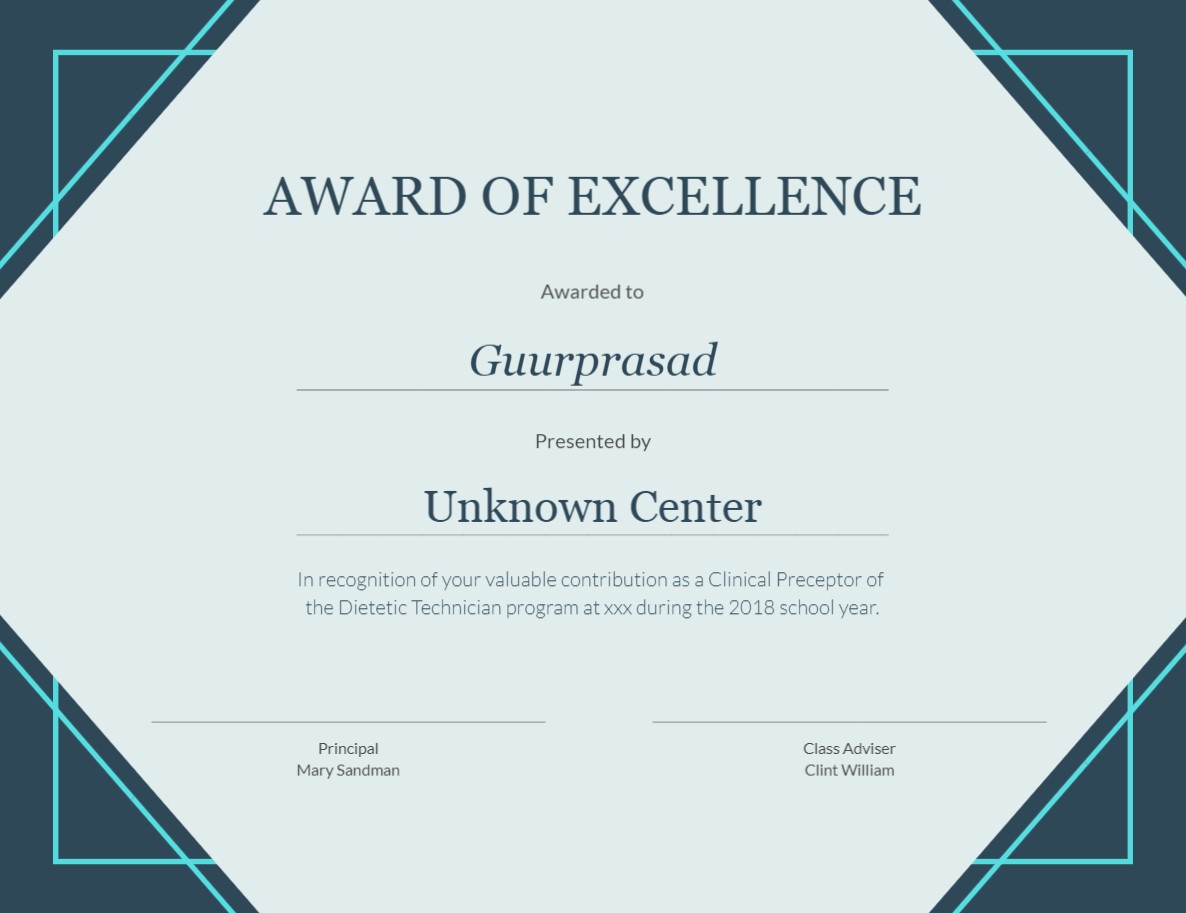 AWARD OF EXCELLENCE
Awarded to
Guurprasad
Presented by
Unknown Center
In recognition of your valuable contribution as a Clinical Preceptor of
the Dietetic Technician program at xxx during the 2018 school year.
Principal
Mary Sandman
Class Adviser
Clint William